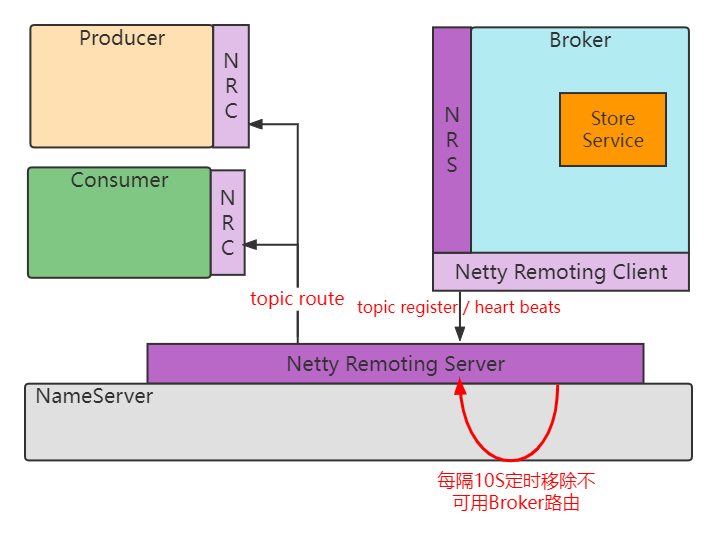 Producer
N
R
C
Consumer
N
R
C
Broker
N
R
S
Store
Service
Netty Remoting Client
topic route
topic register / heart beats
Netty Remoting Server
NameServer
每隔10S定时移除不
可用Broker路由